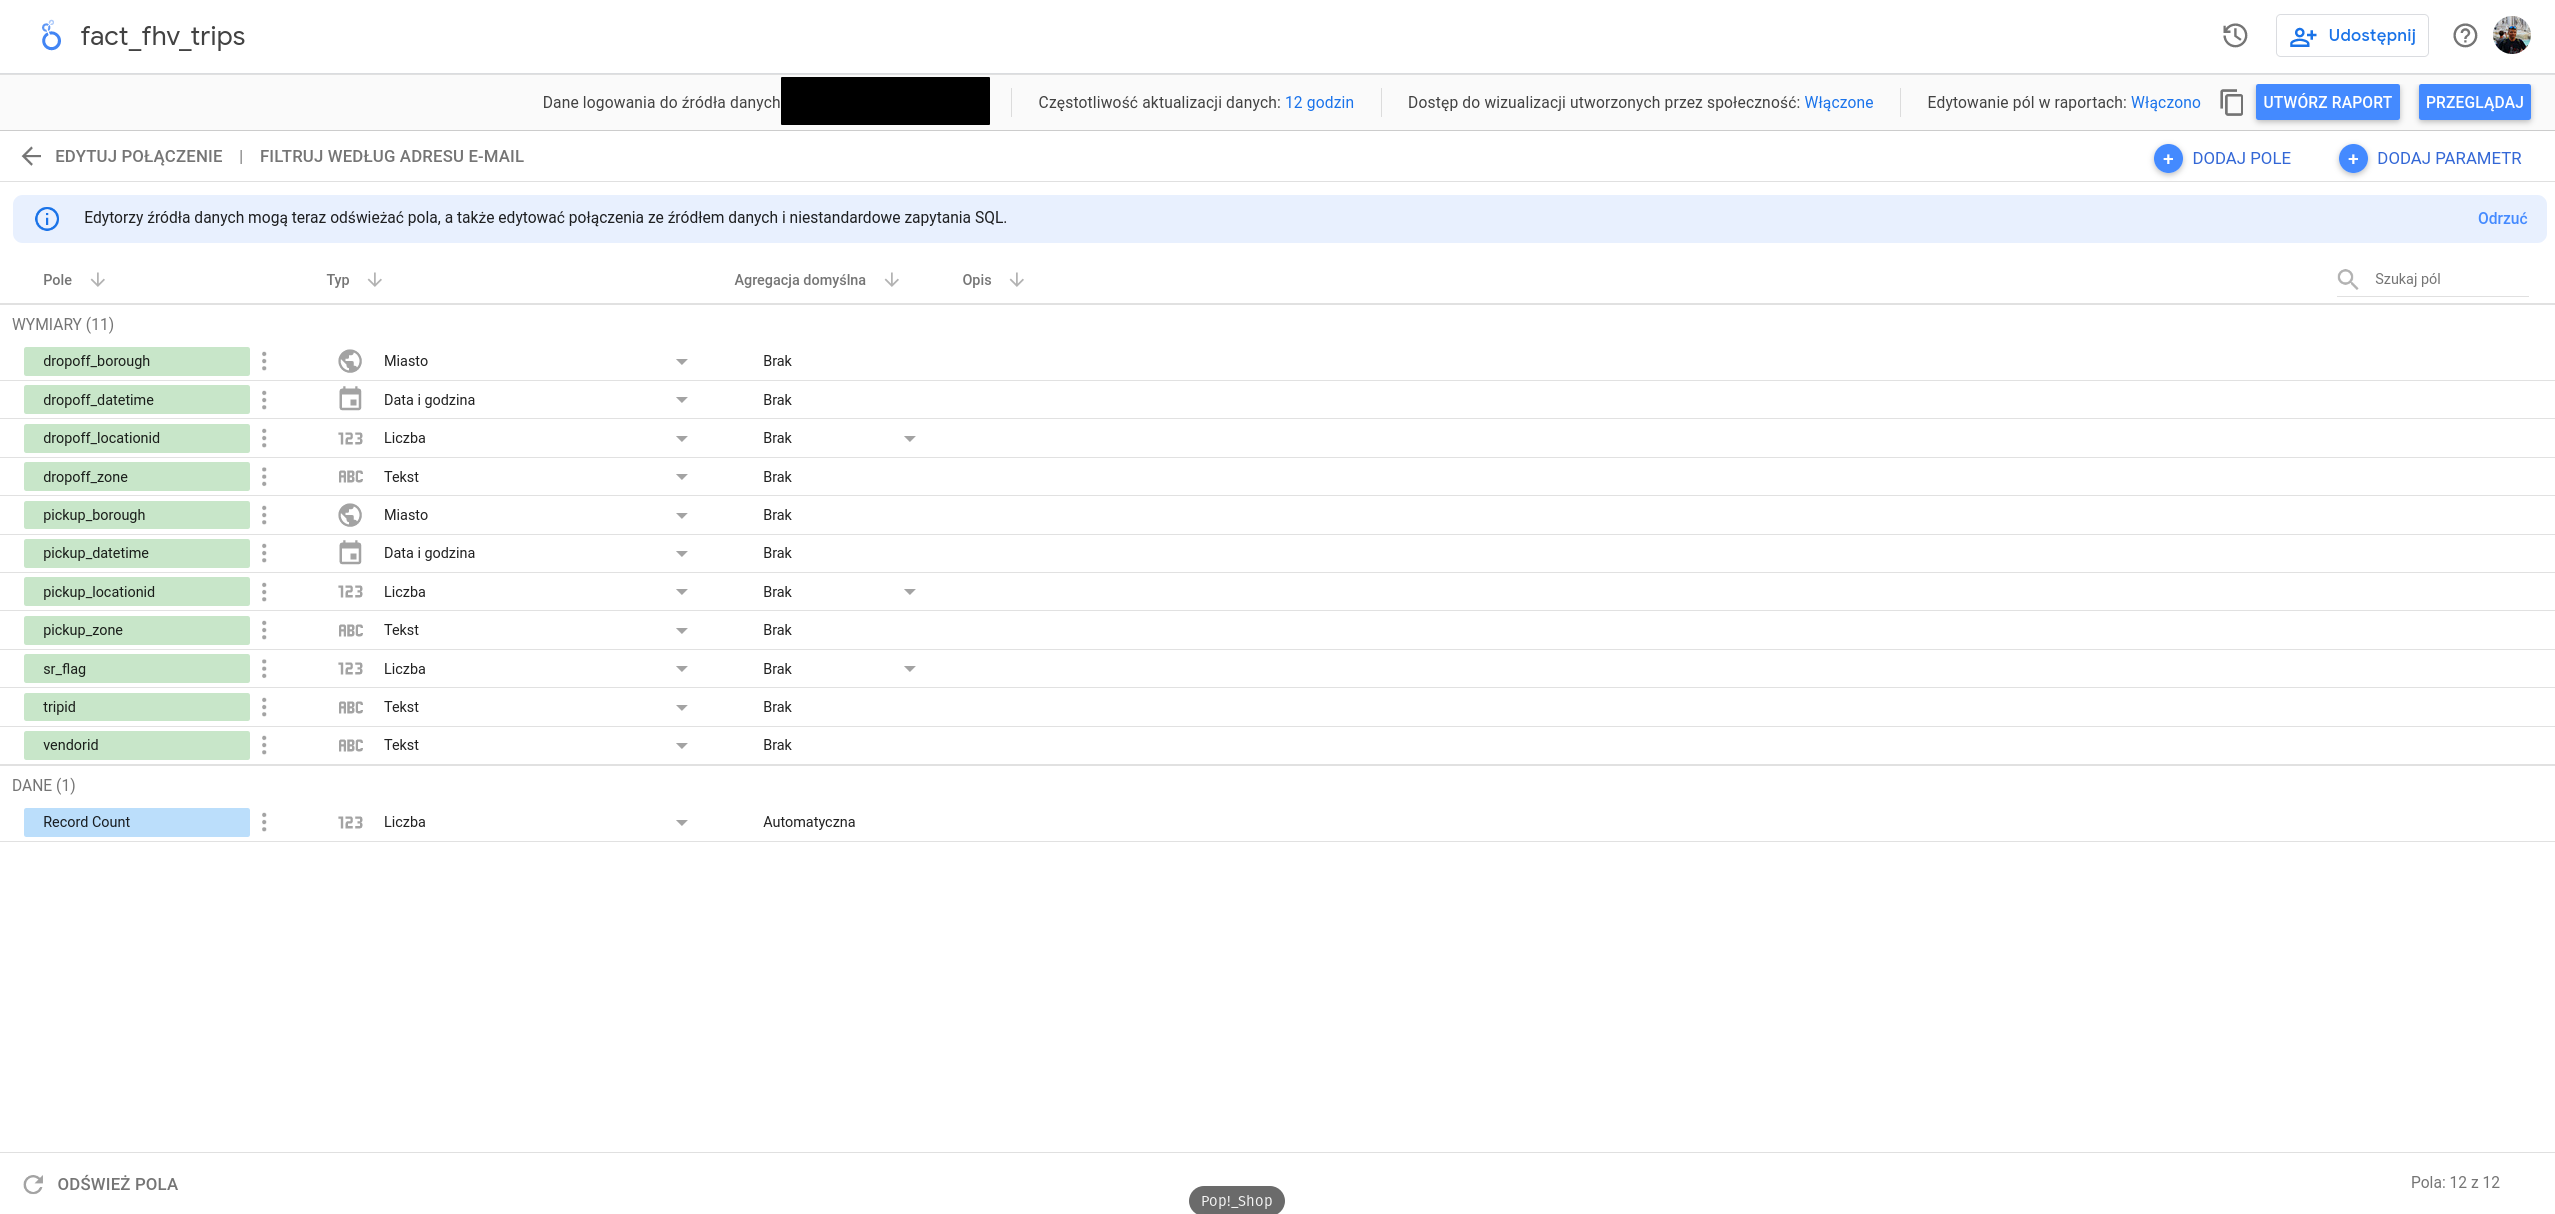 fact_fhv_trips
Udostępnij
Dane logowania do źródła danych
Częstotliwość aktualizacji danych: 12 godzin
Dostęp do wizualizacji utworzonych przez społeczność: Włączone
Edytowanie pól w raportach: Włączono
UTWÓRZ RAPORT
PRZEGLĄDAJ
EDYTUJ POŁĄCZENIE | FILTRUJ WEDŁUG ADRESU E-MAIL
DODAJ POLE
DODAJ PARAMETR
Edytorzy źródła danych mogą teraz odświeżać pola, a także edytować połączenia ze źródłem danych i niestandardowe zapytania SQL.
Odrzuć
Pole Typ Agregacja domyślna Opis Szukaj pól
WYMIARY (11)
dropoff_borough Miasto Brak
dropoff_datetime Data i godzina Brak
dropoff_locationid 123 Liczba Brak
dropoff_zone ABC Tekst Brak
pickup_borough Miasto Brak
pickup_datetime Data i godzina Brak
pickup_locationid 123 Liczba Brak
pickup_zone ABC Tekst Brak
sr_flag 123 Liczba Brak
tripid ABC Tekst Brak
vendorid ABC Tekst Brak
DANE (1)
Record Count 123 Liczba Automatyczna
ODŚWIEŻ POLA
Pola: 12 z 12
Pop!_Shop